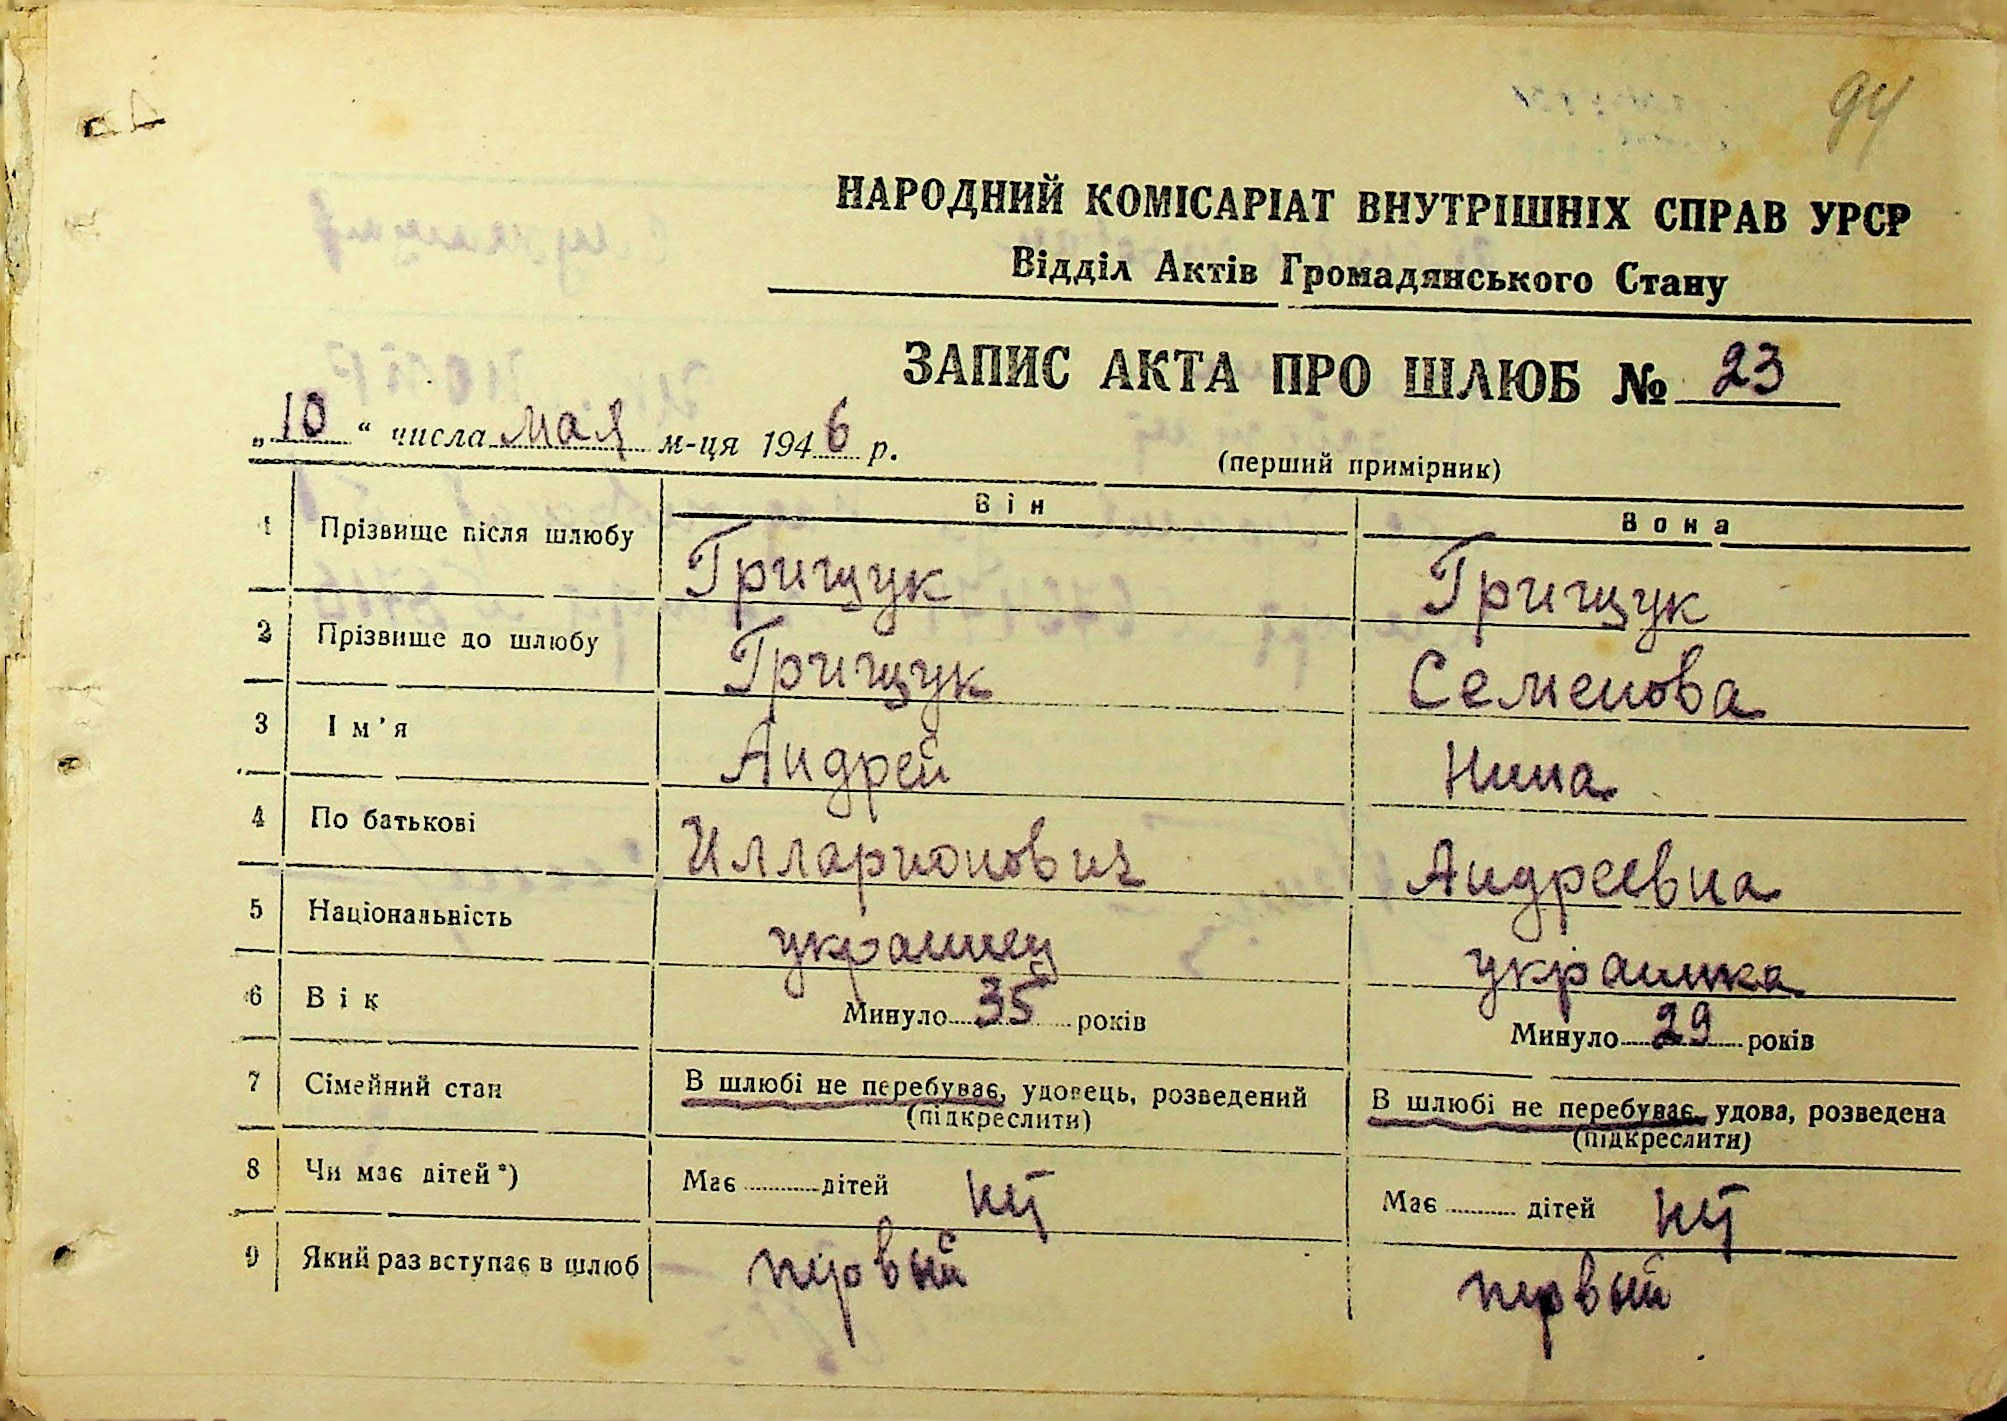 94
НАРОДНИЙ КОМІСАРІАТ ВНУТРІШНІХ СПРАВ УРСР
Відділ Актів Громадянського Стану
ЗАПИС АКТА ПРО ШЛЮБ № 23
„10“ числа мая м-ця 1946 р.
(перший примірник)
Він Вона
1 Прізвище після шлюбу Грищук Грищук
2 Прізвище до шлюбу Грищук Семенова
3 Ім’я Андрей Нина
4 По батькові Илларионович Андреевна
5 Національність украинец украинка
6 Вік Минуло 35 років Минуло 29 років
7 Сімейний стан В шлюбі не перебуває, удовець, розведений В шлюбі не перебуває, удова, розведена
(підкреслити) (підкреслити)
8 Чи має дітей*) Має ........ дітей нет Має ........ дітей нет
9 Який раз вступає в шлюб первый первый